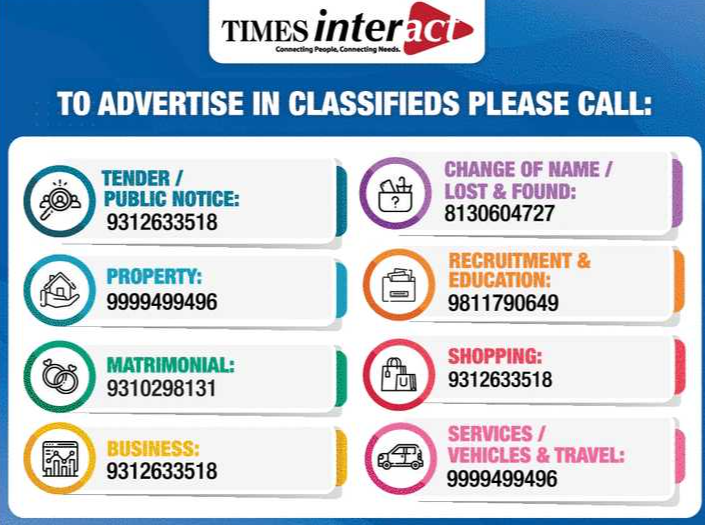 TIMES interact
Connecting People, Connecting Needs.
TO ADVERTISE IN CLASSIFIEDS PLEASE CALL:
TENDER /
PUBLIC NOTICE:
9312633518
PROPERTY:
9999499496
MATRIMONIAL:
9310298131
BUSINESS:
9312633518
CHANGE OF NAME /
LOST & FOUND:
?
8130604727
RECRUITMENT &
EDUCATION:
9811790649
SHOPPING:
9312633518
SERVICES /
VEHICLES & TRAVEL:
9999499496